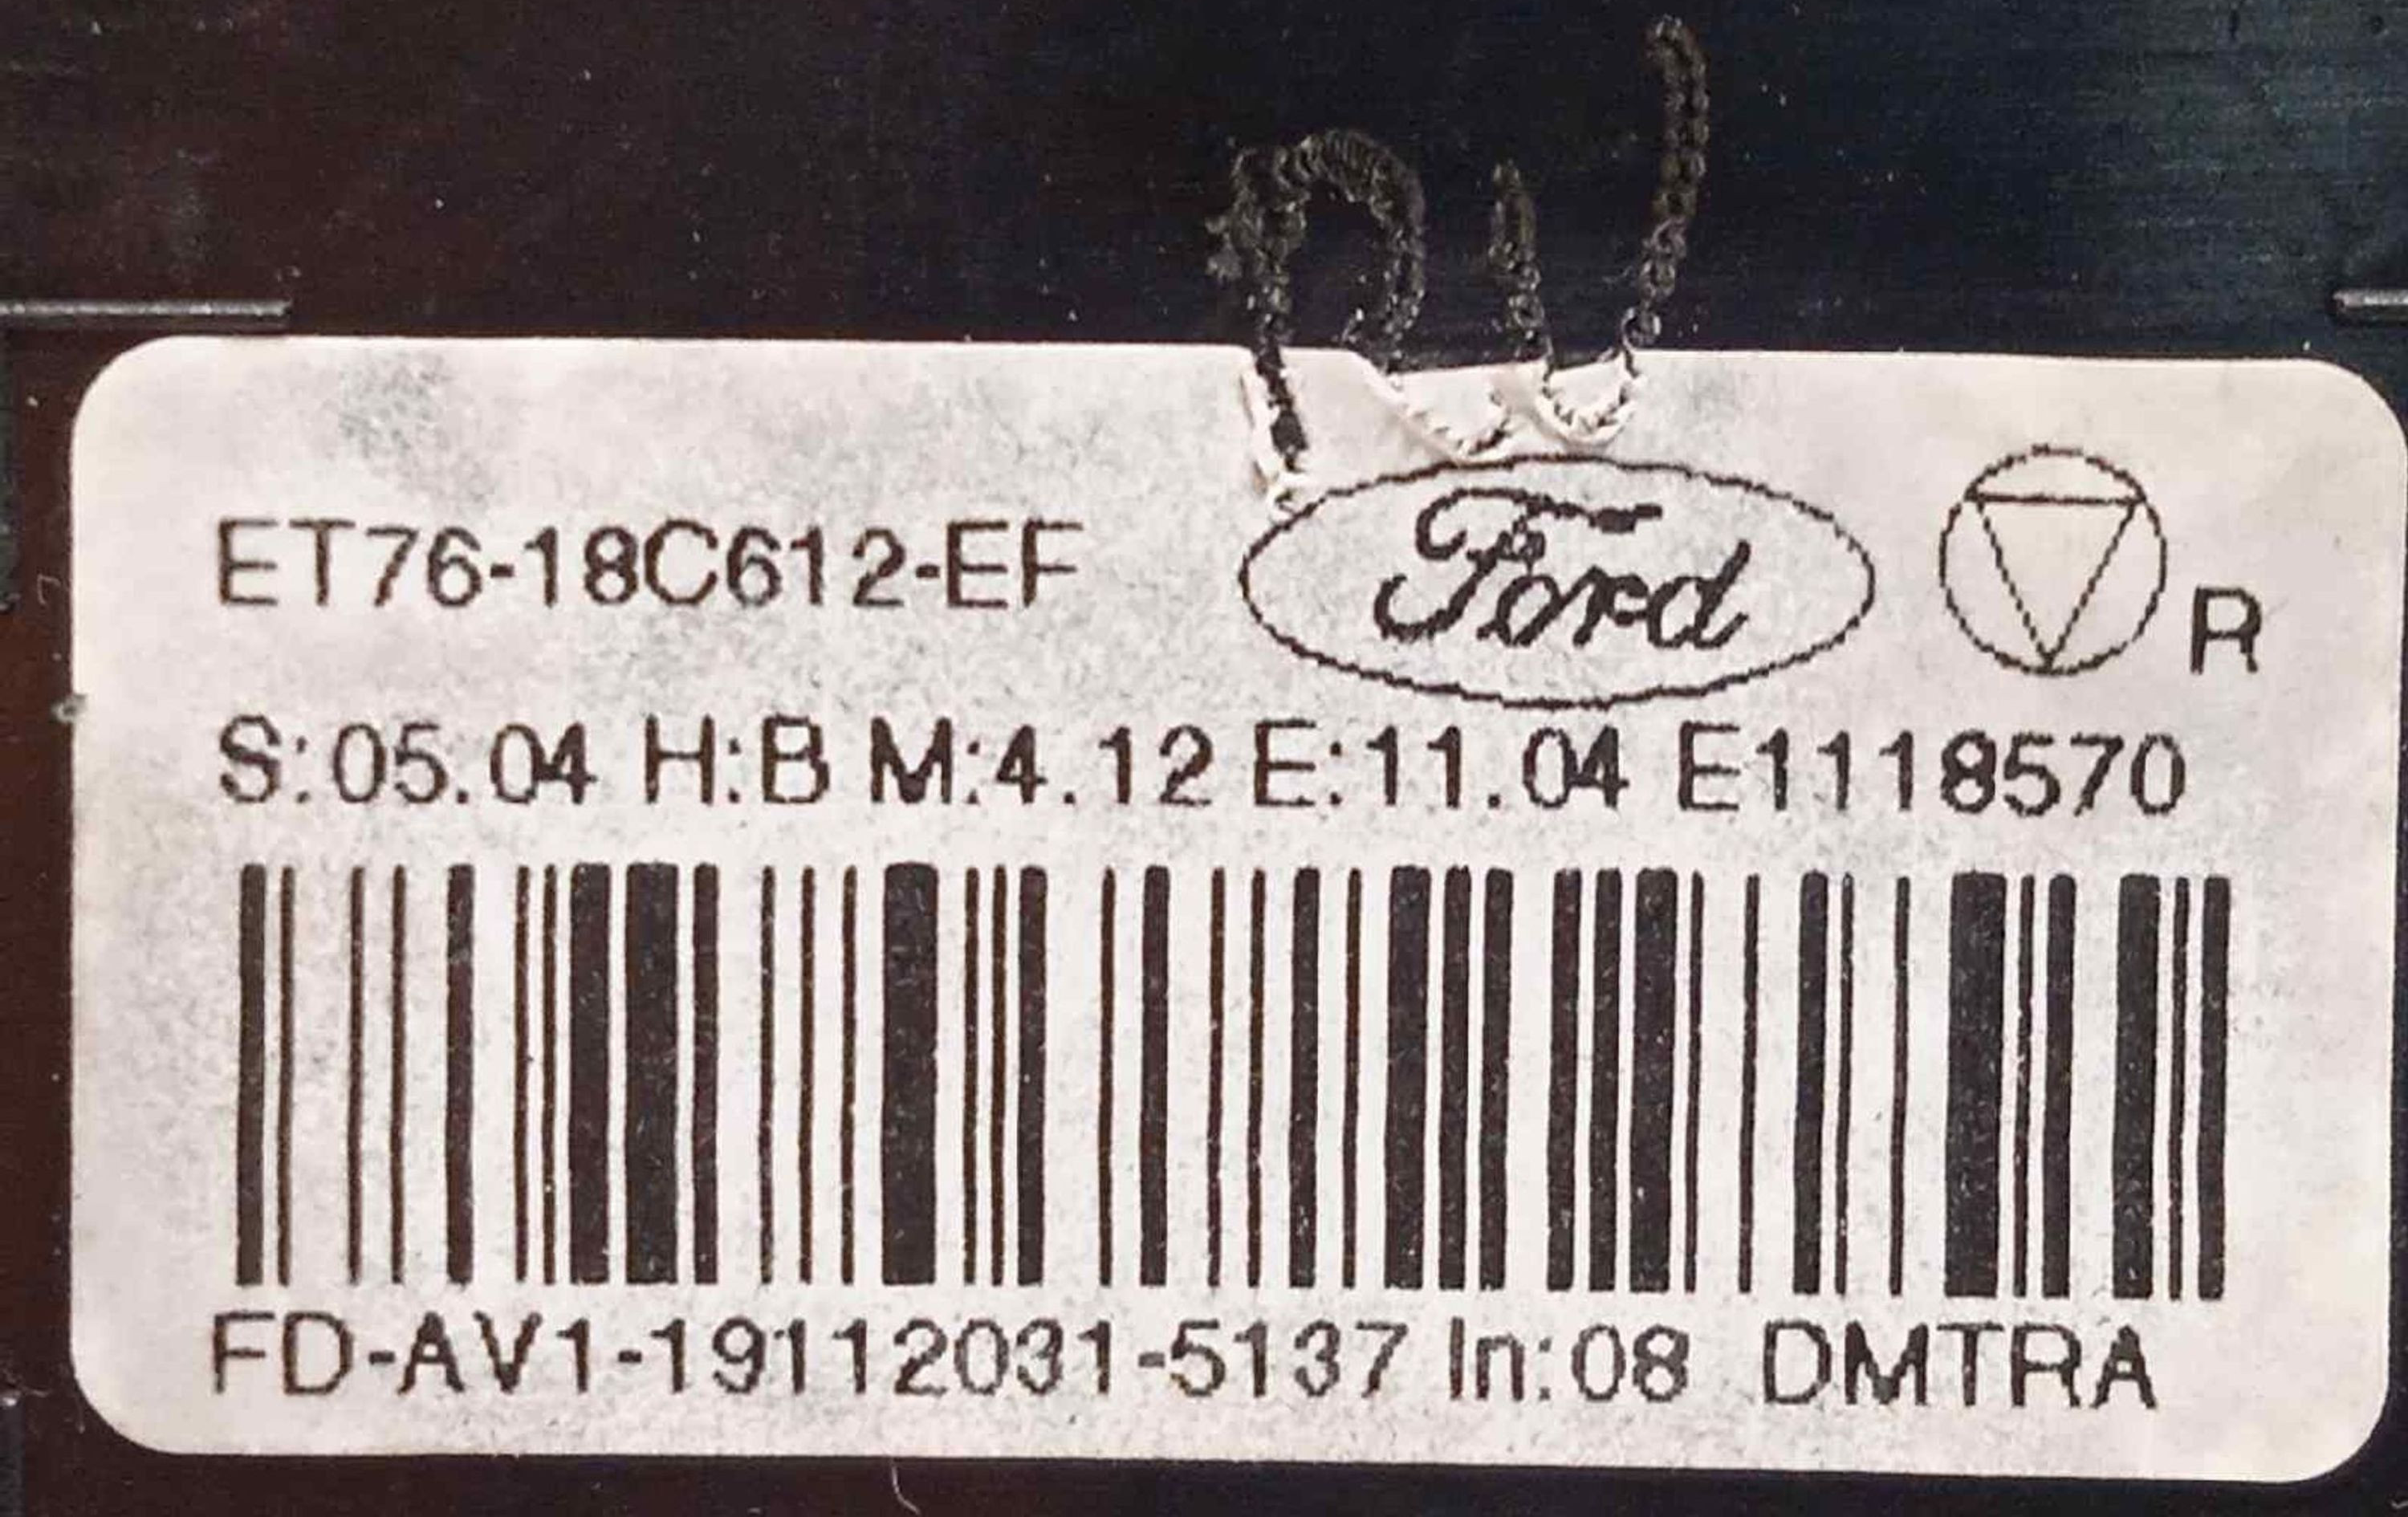 ET76-18C612-EF Ford R
S:05.04 H:B M:4.12 E:11.04 E1118570
FD-AV1-19112031-5137 In:08 DMTRA